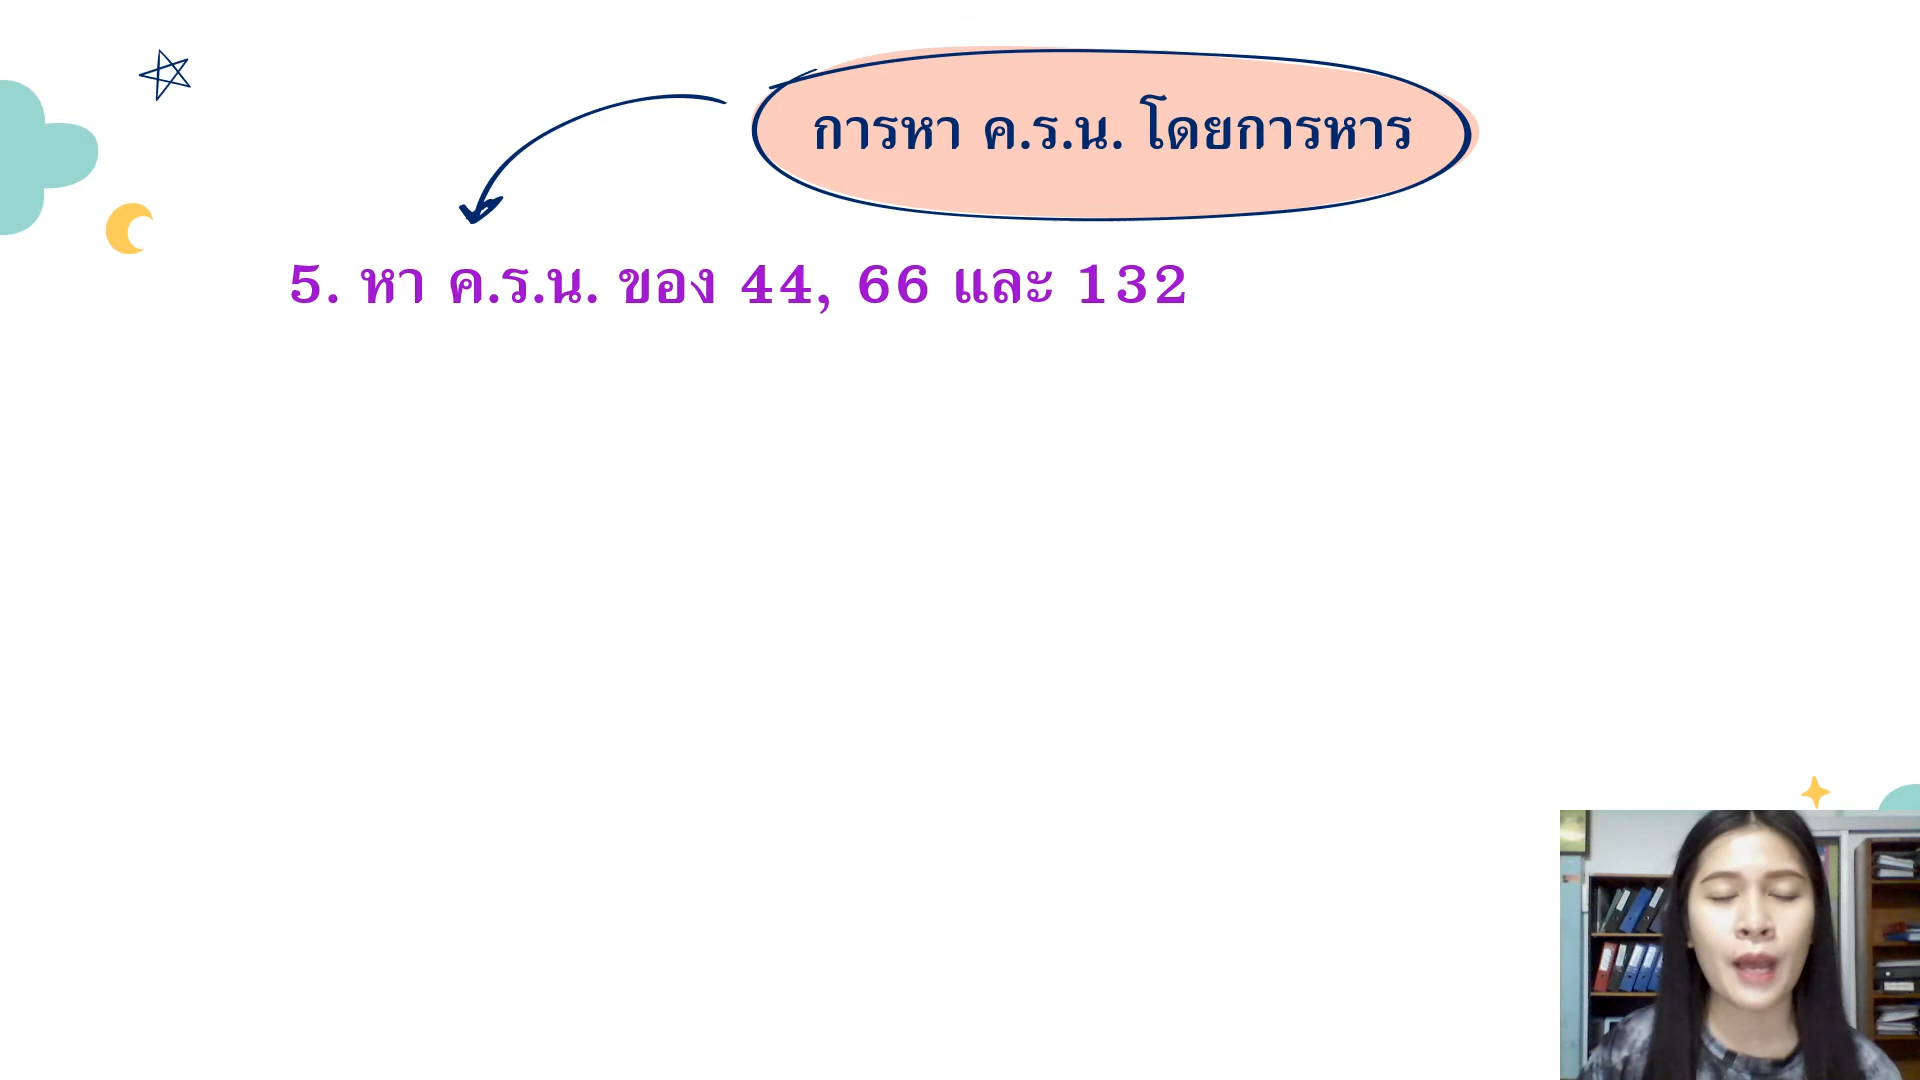 การหา ค.ร.น. โดยการหาร
5. หา ค.ร.น. ของ 44, 66 และ 132